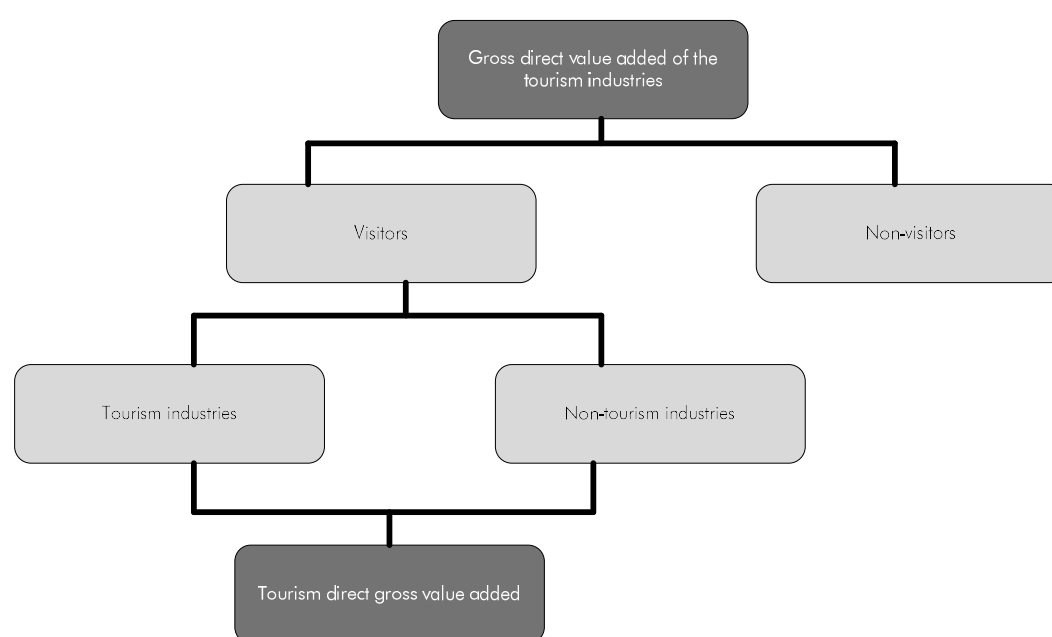 Gross direct value added of the
tourism industries
Visitors
Non-visitors
Tourism industries
Non-tourism industries
Tourism direct gross value added